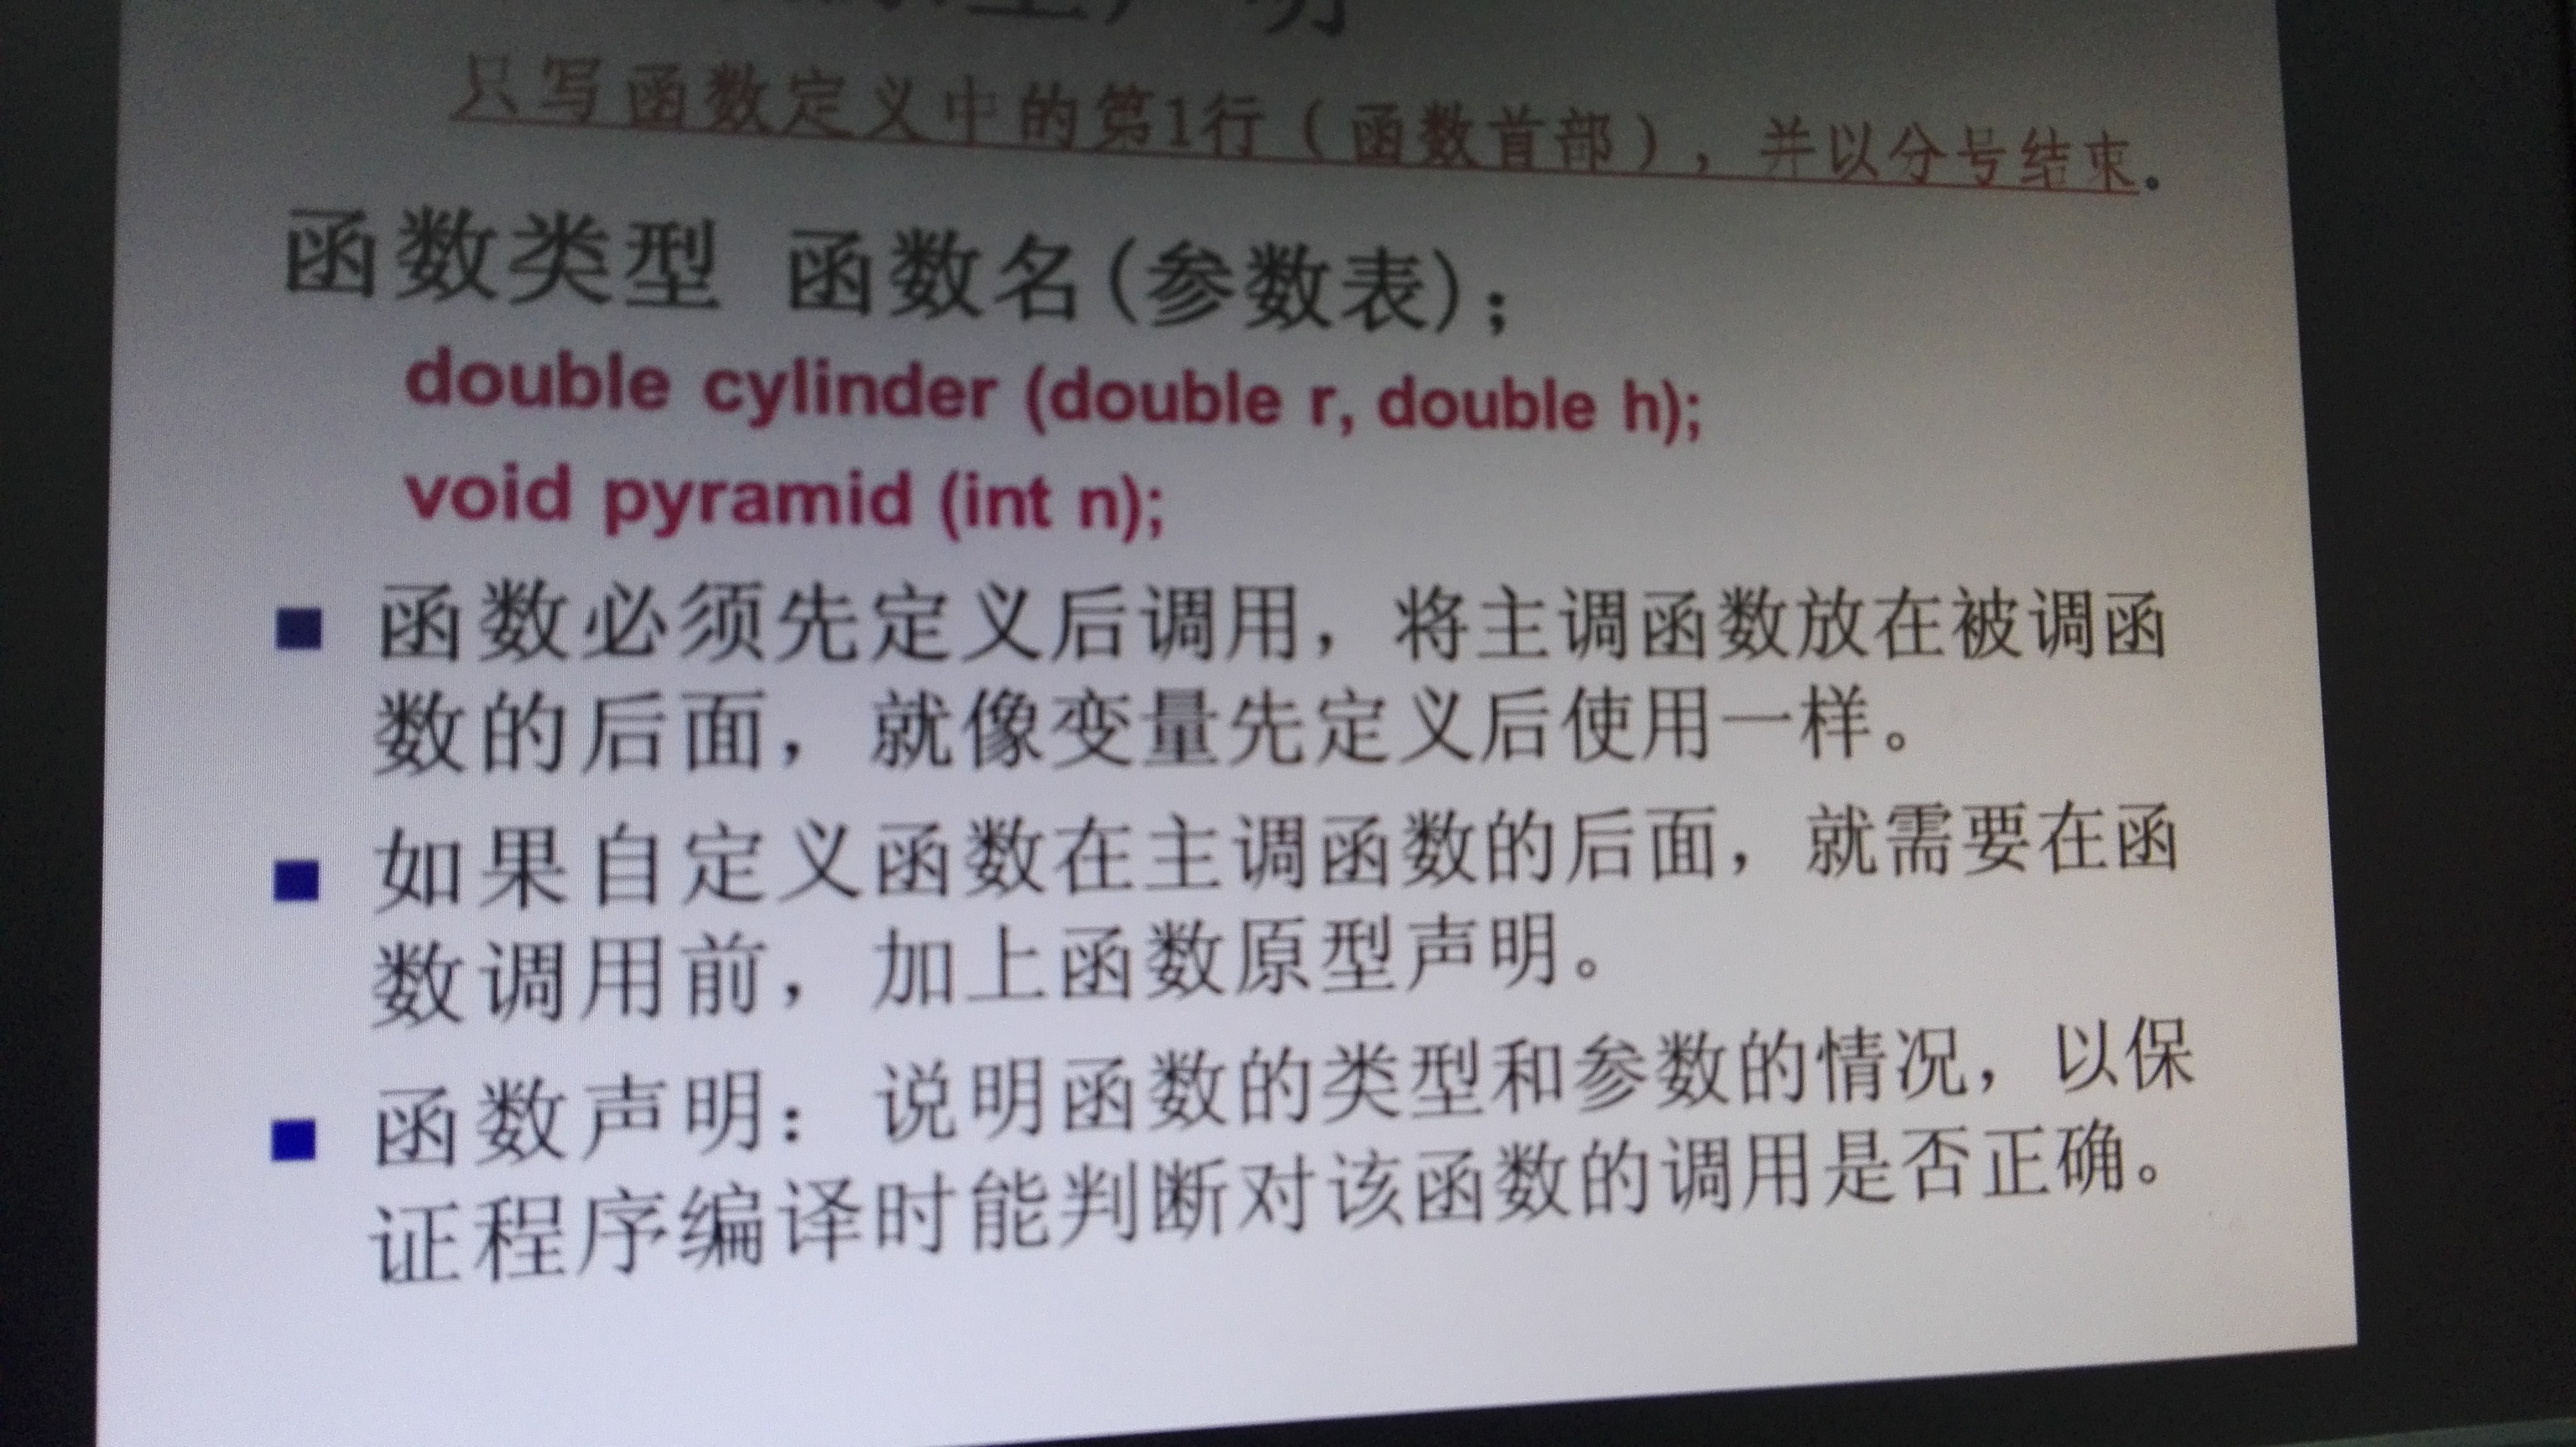 只写函数定义中的第1行（函数首部），并以分号结束。
函数类型 函数名(参数表);
double cylinder (double r, double h);
void pyramid (int n);
■ 函数必须先定义后调用，将主调函数放在被调函
数的后面，就像变量先定义后使用一样。
■ 如果自定义函数在主调函数的后面，就需要在函
数调用前，加上函数原型声明。
■ 函数声明：说明函数的类型和参数的情况，以保
证程序编译时能判断对该函数的调用是否正确。